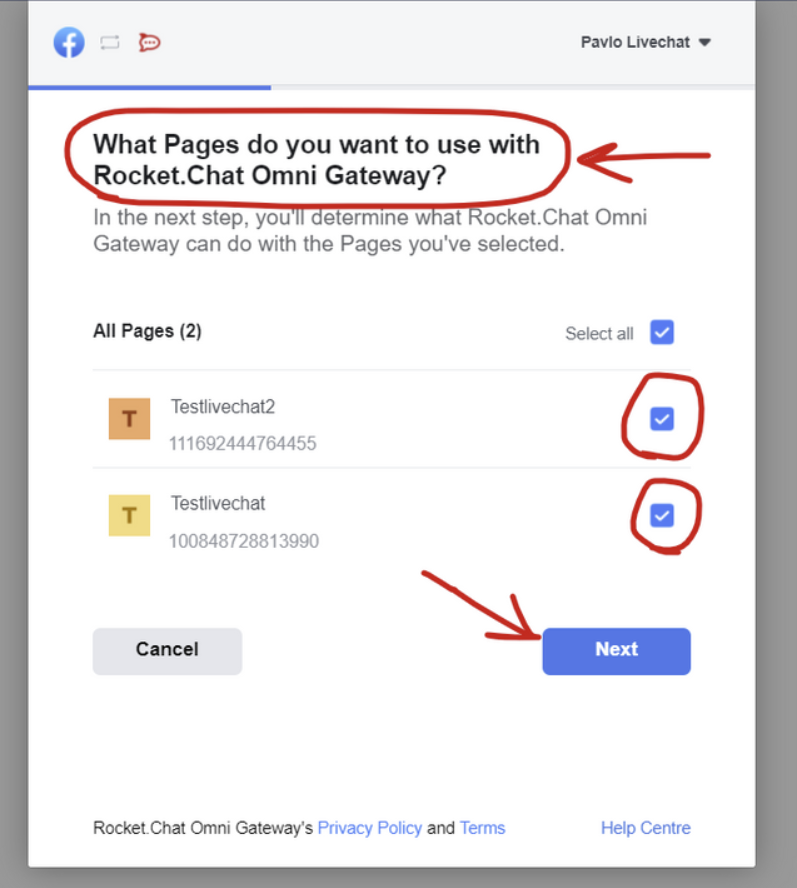 Pavlo Livechat
What Pages do you want to use with
Rocket.Chat Omni Gateway?
In the next step, you'll determine what Rocket.Chat Omni
Gateway can do with the Pages you've selected.
All Pages (2)
Select all
T
Testlivechat2
111692444764455
T
Testlivechat
100848728813990
Cancel
Next
Rocket.Chat Omni Gateway's Privacy Policy and Terms
Help Centre